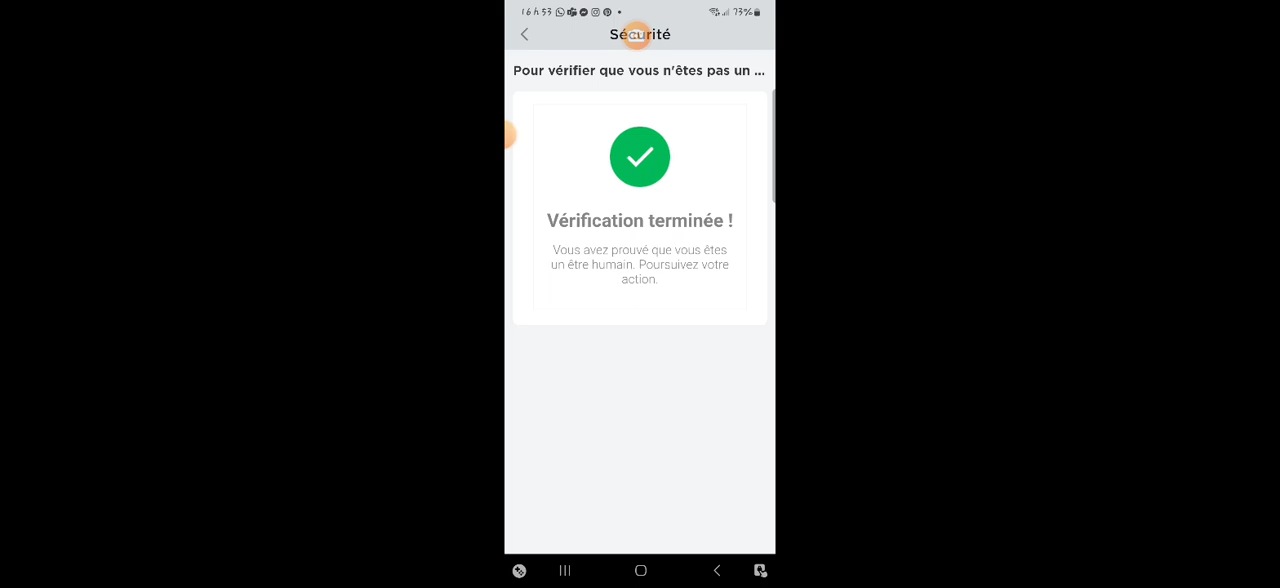 16 h 53 73%
Sécurité
Pour vérifier que vous n'êtes pas un ...
Vérification terminée !
Vous avez prouvé que vous êtes
un être humain. Poursuivez votre
action.